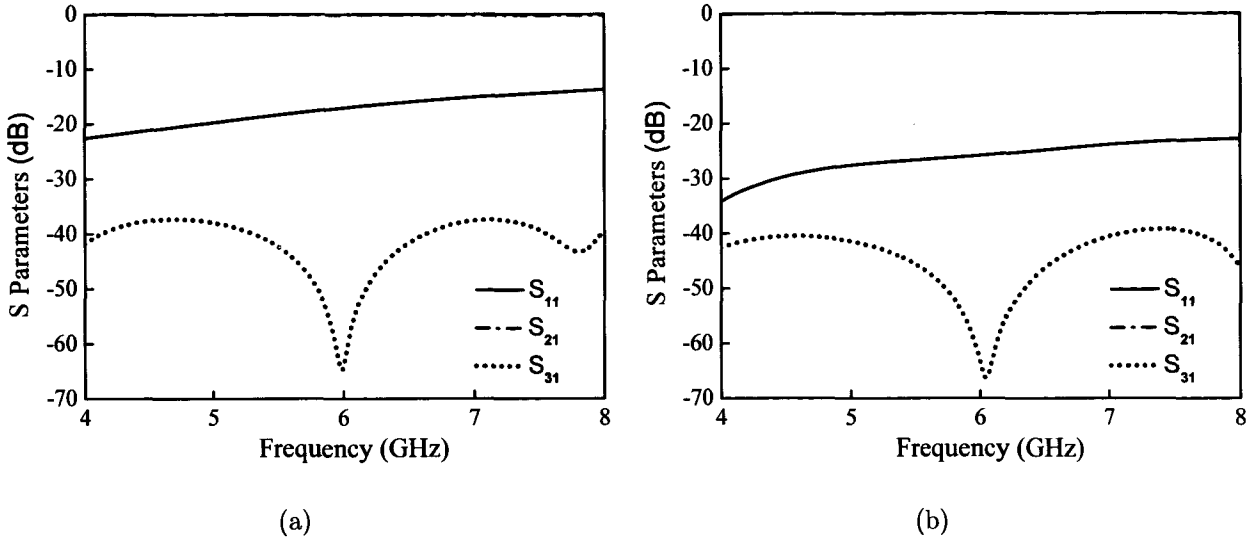 0
-10
-20
-30
-40
-50
-60
-70
S Parameters (dB)
4
5
6
7
8
Frequency (GHz)
S11
S21
S31
(a)
0
-10
-20
-30
-40
-50
-60
-70
S Parameters (dB)
4
5
6
7
8
Frequency (GHz)
S11
S21
S31
(b)